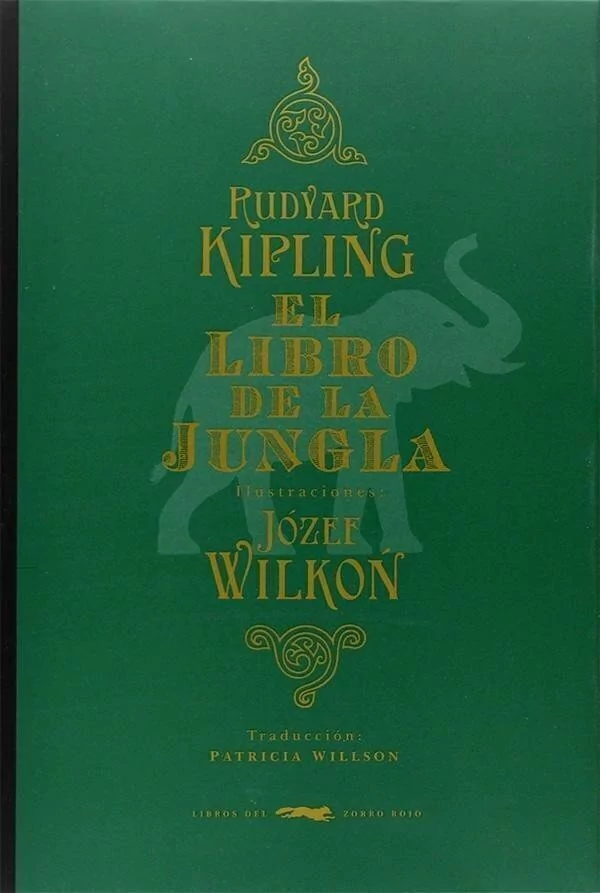 RUDYARD
KIPLING
EL
LIBRO
DE LA
JUNGLA
Ilustraciones:
JÓZEF
WILKOŃ
Traducción:
PATRICIA WILLSON
LIBROS DEL ZORRO ROJO